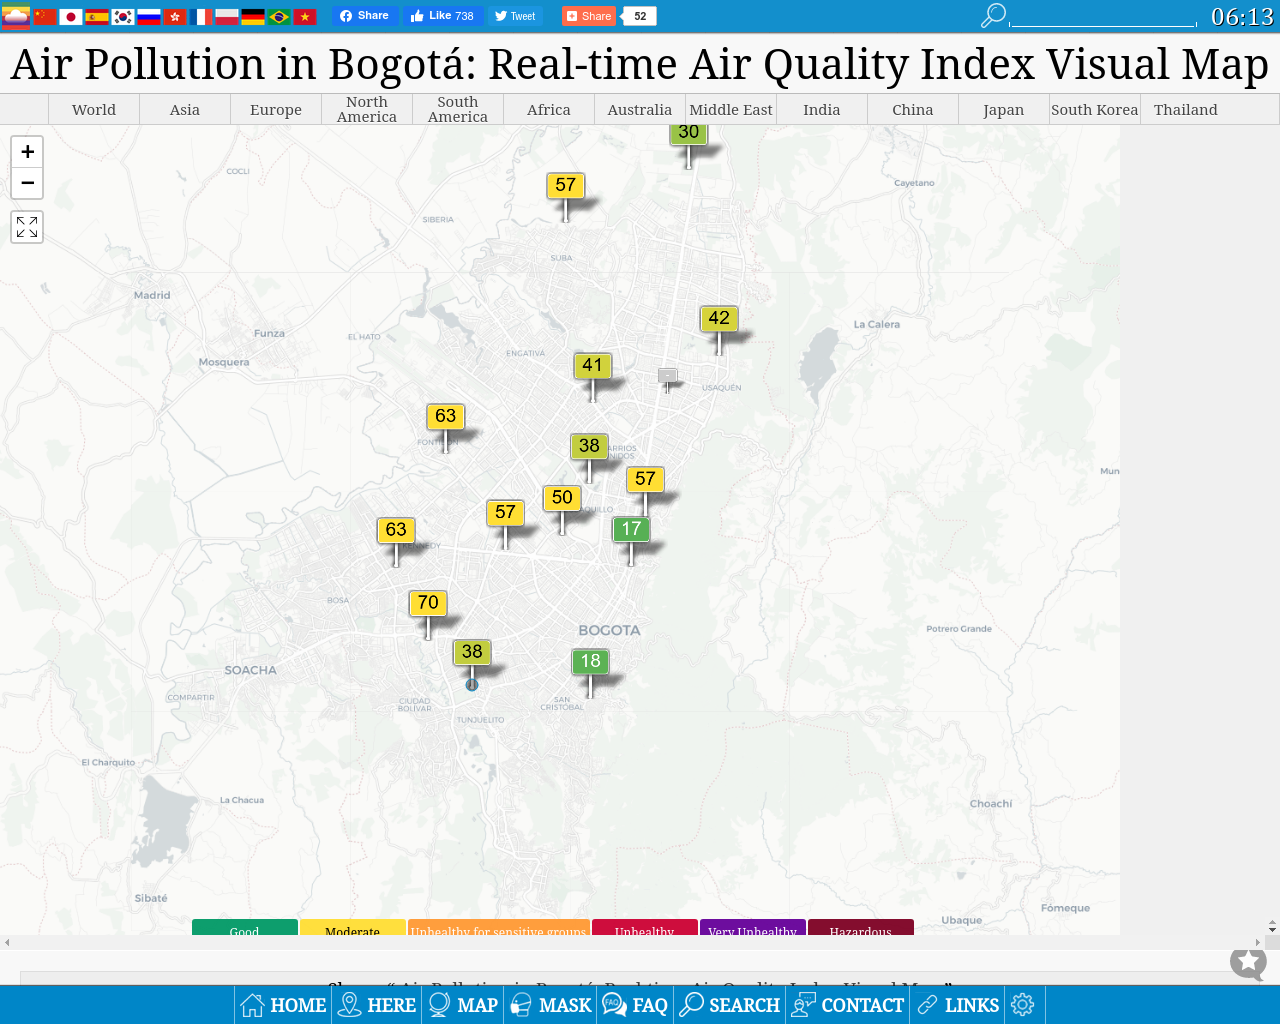 Share
Like 738
Tweet
Share
52
06:13
Air Pollution in Bogotá: Real-time Air Quality Index Visual Map
World
Asia
Europe
North America
South America
Africa
Australia
Middle East
India
China
Japan
South Korea
Thailand
+
−
30
COCLI
Cayetano
57
SIBERIA
SUBA
Madrid
42
La Calera
Funza
EL HATO
Mosquera
ENGATIVA
41
USAQUÉN
63
38
57
50
57
17
63
KENNEDY
BOSA
70
BOGOTA
Potrero Grande
38
18
SOACHA
COMPARTIR
CIUDAD
BOLIVAR
SAN
CRISTOBAL
TUNJUELITO
El Charquito
La Chacua
Choachí
Sibaté
Fómeque
Ubaque
Good
Moderate
Unhealthy for sensitive groups
Unhealthy
Very Unhealthy
Hazardous
HOME
HERE
MAP
MASK
FAQ
FAQ
SEARCH
CONTACT
LINKS